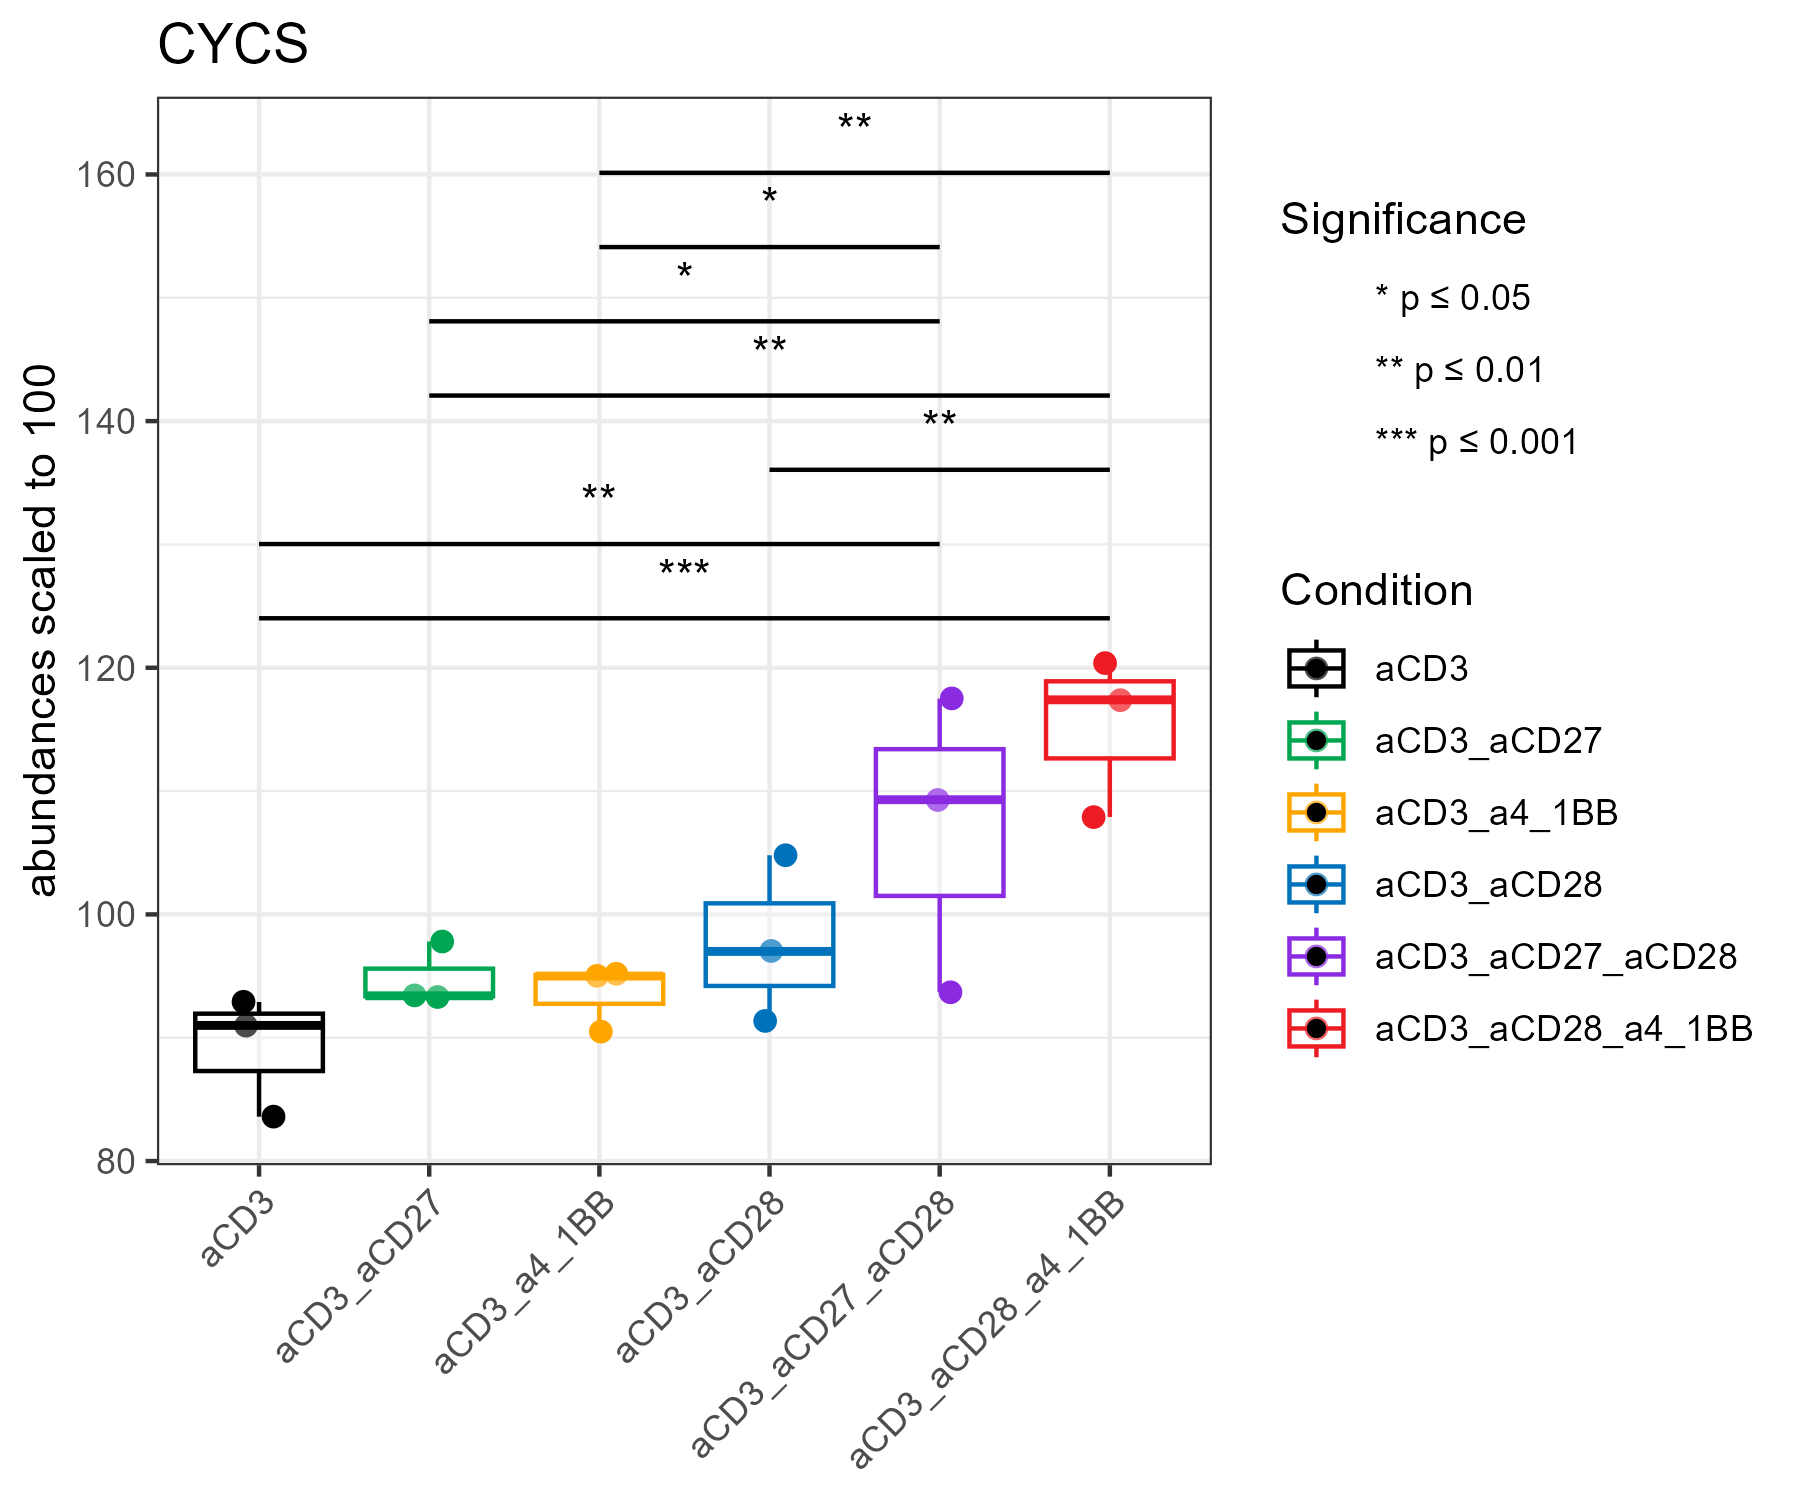 CYCS
**
*
*
**
**
**
***
160
140
120
100
80
abundances scaled to 100
aCD3
aCD3_aCD27
aCD3_a4_1BB
aCD3_aCD28
aCD3_aCD27_aCD28
aCD3_aCD28_a4_1BB
Significance
* p ≤ 0.05
** p ≤ 0.01
*** p ≤ 0.001
Condition
aCD3
aCD3_aCD27
aCD3_a4_1BB
aCD3_aCD28
aCD3_aCD27_aCD28
aCD3_aCD28_a4_1BB